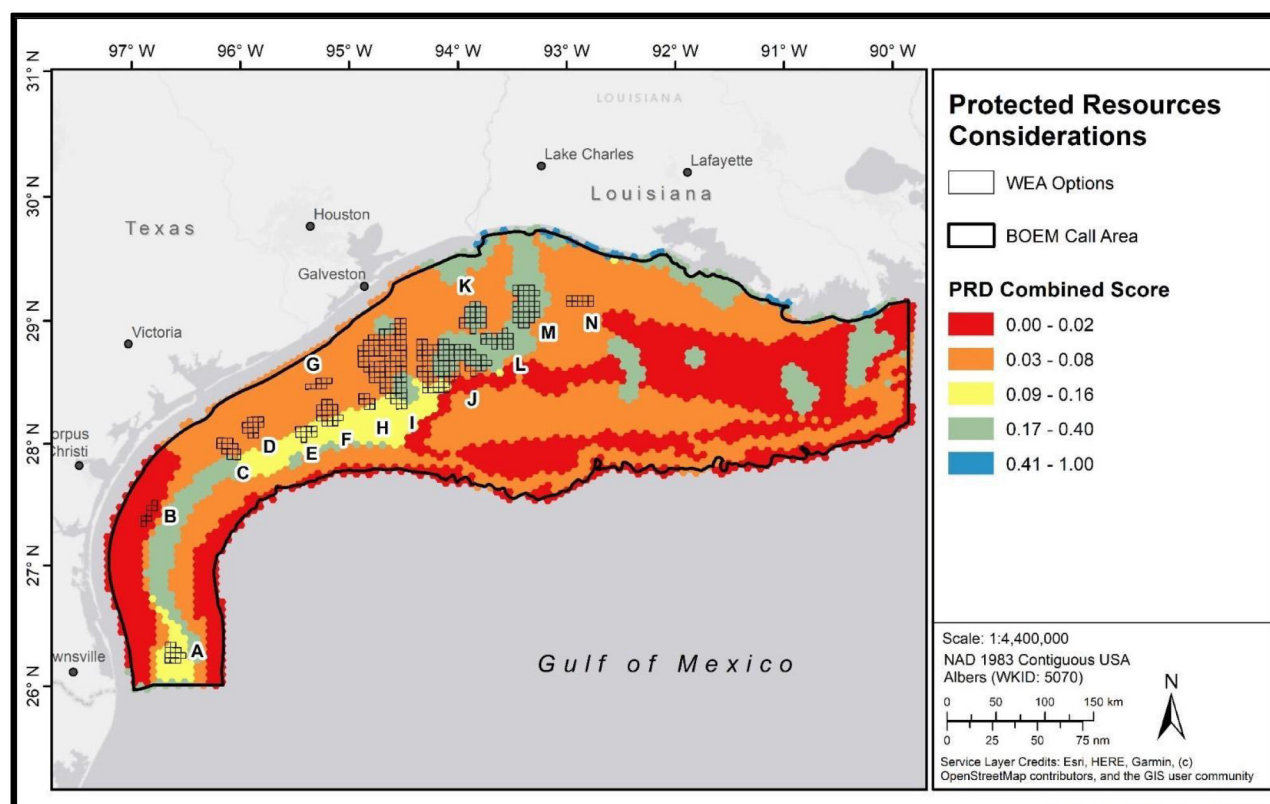 97° W 96° W 95° W 94° W 93° W 92° W 91° W 90° W
31° N
30° N
29° N
28° N
27° N
26° N
LOUISIANA
Lake Charles
Lafayette
Louisiana
Texas
Houston
Galveston
Victoria
orpus
Christi
wnsville
K
M
N
G
L
J
I
H
F
E
D
C
B
A
Gulf of Mexico
Protected Resources
Considerations
WEA Options
BOEM Call Area
PRD Combined Score
0.00 - 0.02
0.03 - 0.08
0.09 - 0.16
0.17 - 0.40
0.41 - 1.00
Scale: 1:4,400,000
NAD 1983 Contiguous USA
Albers (WKID: 5070)
N
0 50 100 150 km
0 25 50 75 nm
Service Layer Credits: Esri, HERE, Garmin, (c)
OpenStreetMap contributors, and the GIS user community